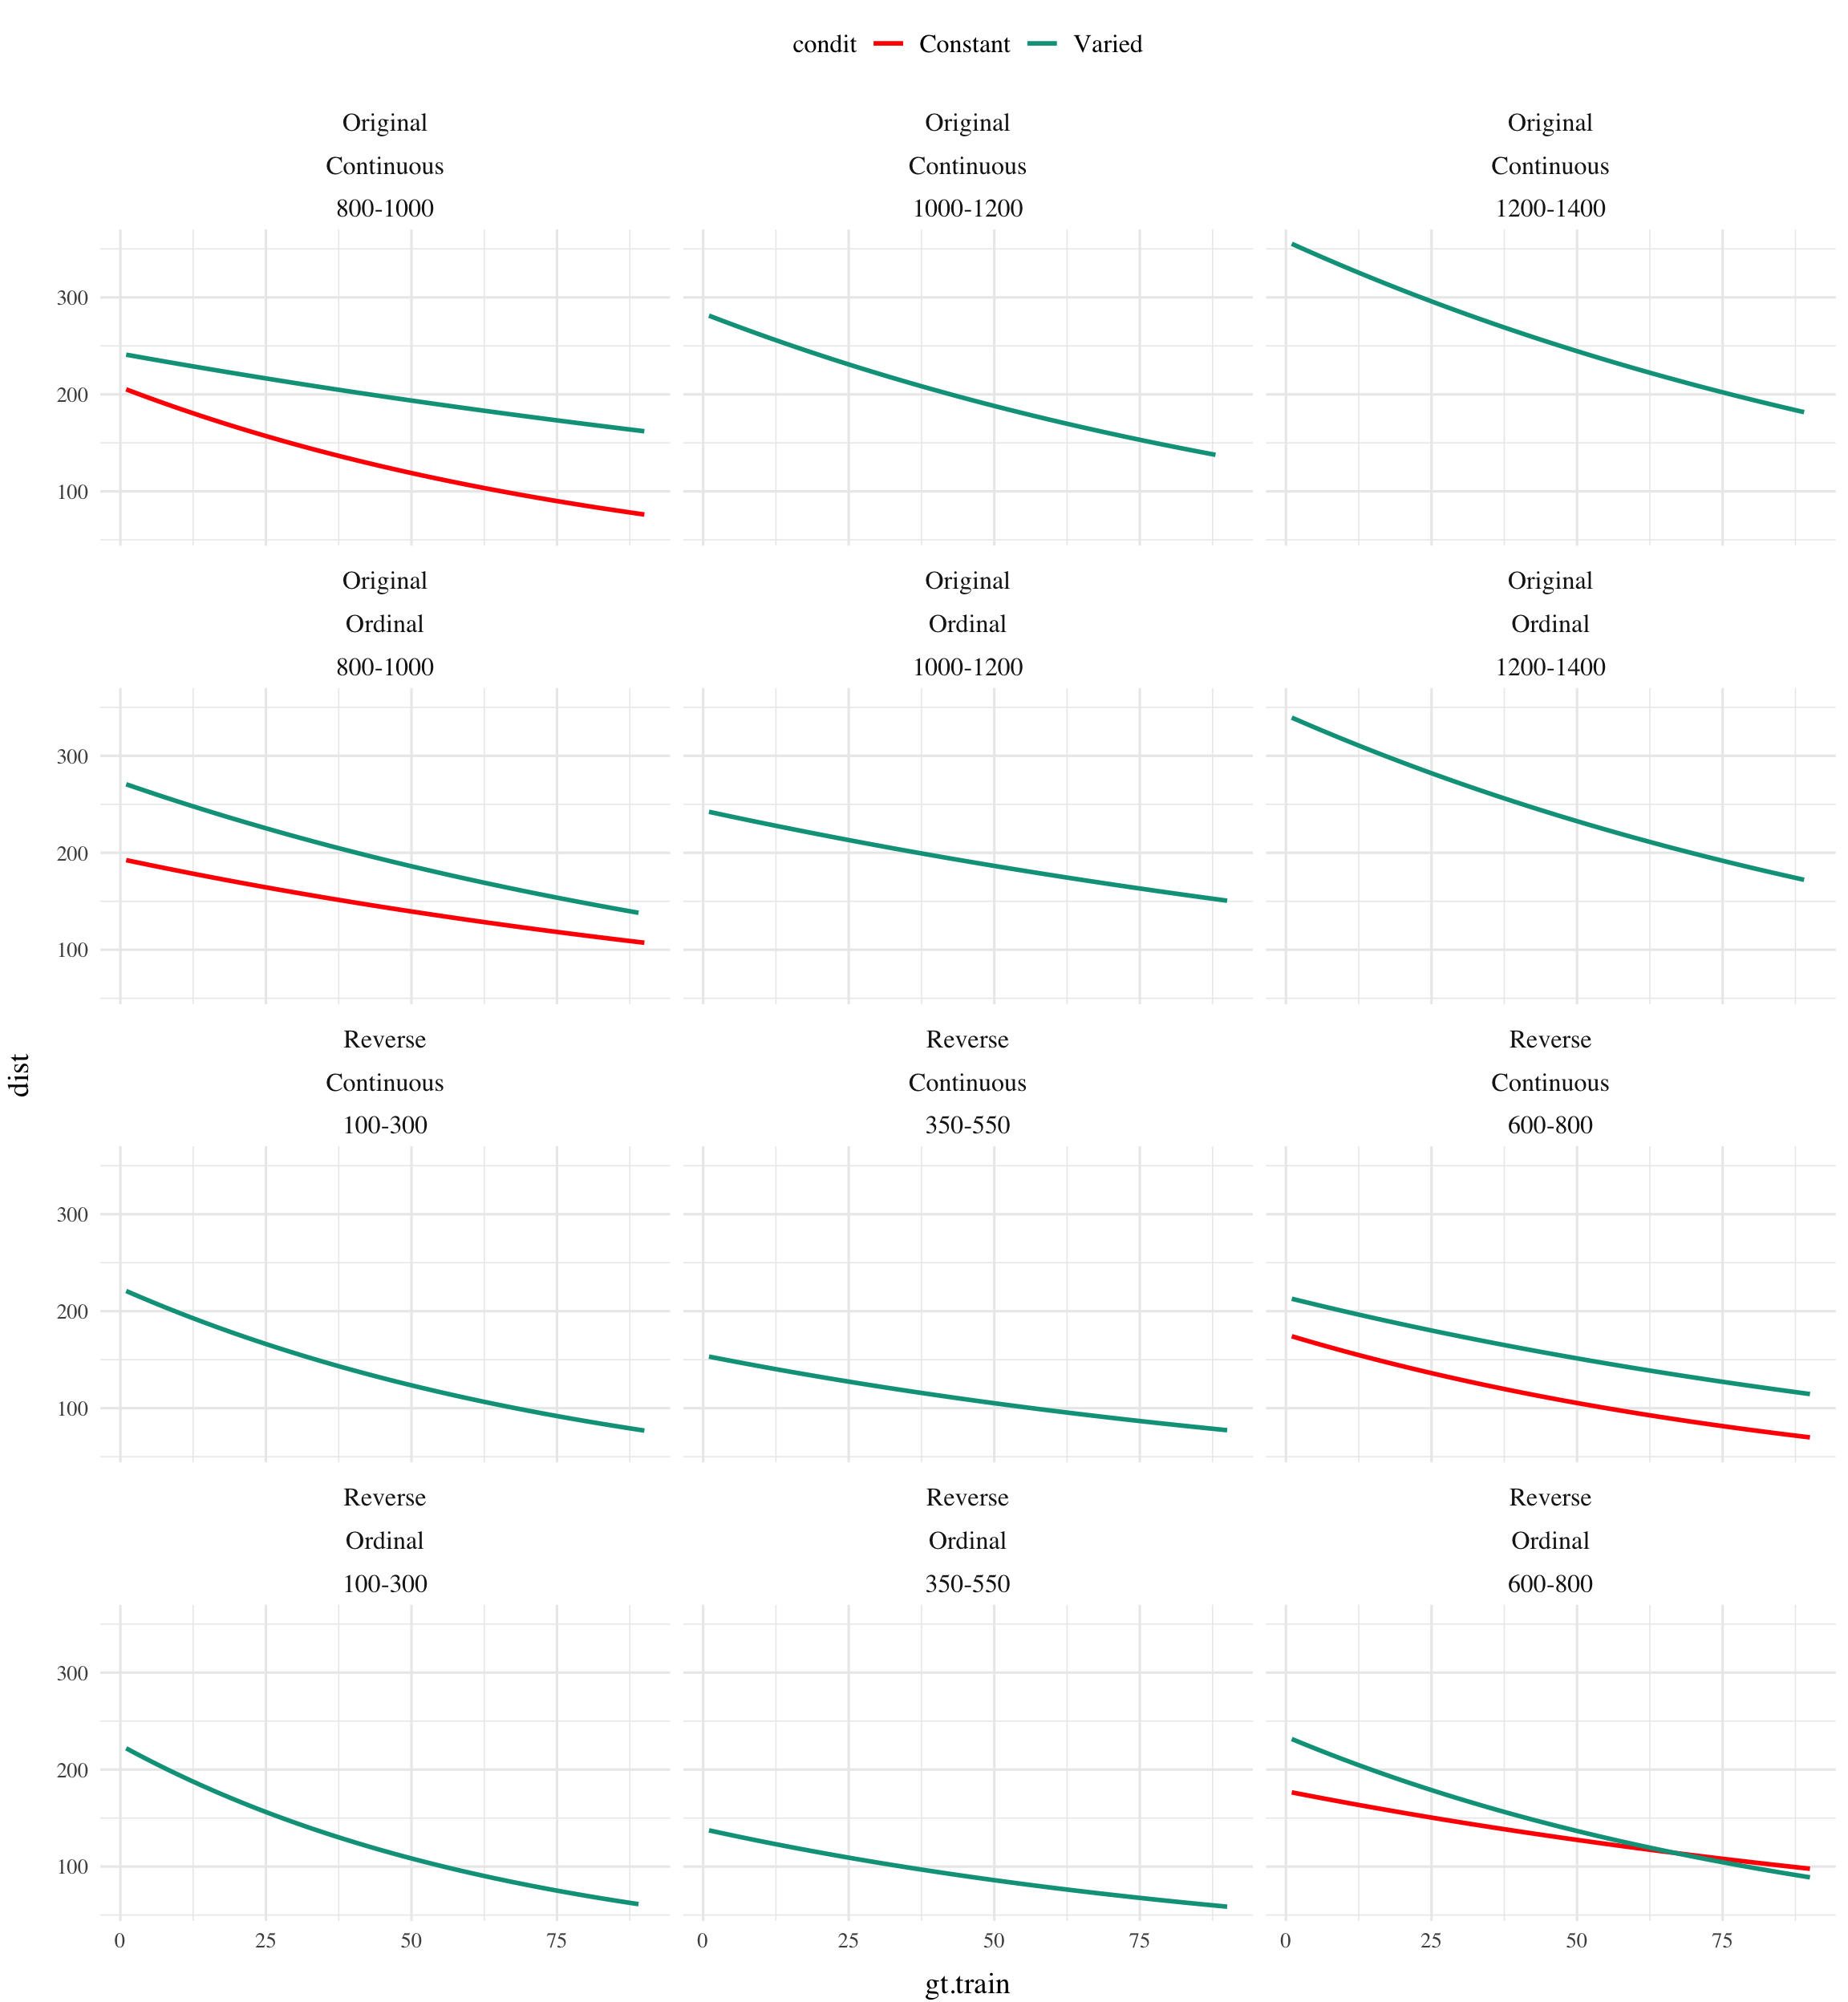 condit Constant Varied
Original Original Original
Continuous Continuous Continuous
800-1000 1000-1200 1200-1400
300
200
100
Original Original Original
Ordinal Ordinal Ordinal
800-1000 1000-1200 1200-1400
300
200
100
dist
Reverse Reverse Reverse
Continuous Continuous Continuous
100-300 350-550 600-800
300
200
100
Reverse Reverse Reverse
Ordinal Ordinal Ordinal
100-300 350-550 600-800
300
200
100
0 25 50 75 0 25 50 75 0 25 50 75
gt.train